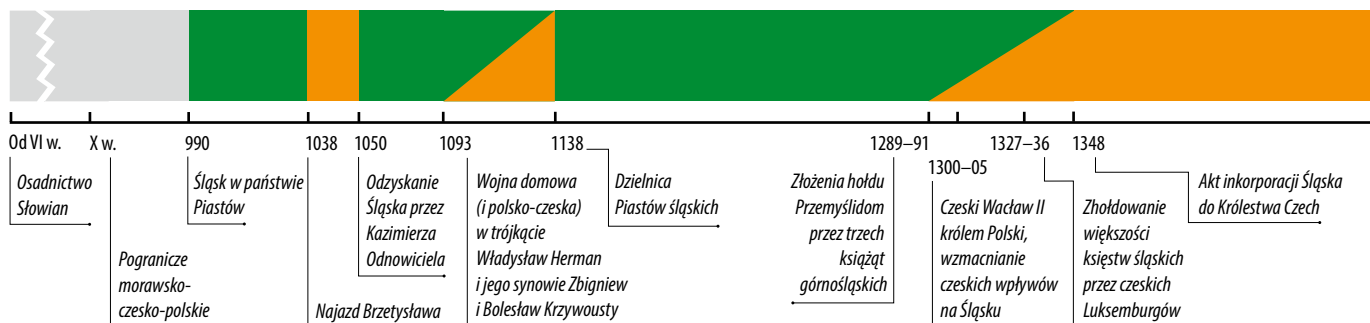 Od VI w.
X w.
990
1038
1050
1093
1138
1289–91
1300–05
1327–36
1348
Osadnictwo
Słowian
Pogranicze
morawsko-
czesko-polskie
Śląsk w państwie
Piastów
Najazd Brzetysława
Odzyskanie
Śląska przez
Kazimierza
Odnowiciela
Wojna domowa
(i polsko-czeska)
w trójkącie
Władysław Herman
i jego synowie Zbigniew
i Bolesław Krzywousty
Dzielnica
Piastów śląskich
Złożenia hołdu
Przemyślidom
przez trzech
książąt
górnośląskich
Czeski Wacław II
królem Polski,
wzmacnianie
czeskich wpływów
na Śląsku
Zhołdowanie
większości
księstw śląskich
przez czeskich
Luksemburgów
Akt inkorporacji Śląska
do Królestwa Czech